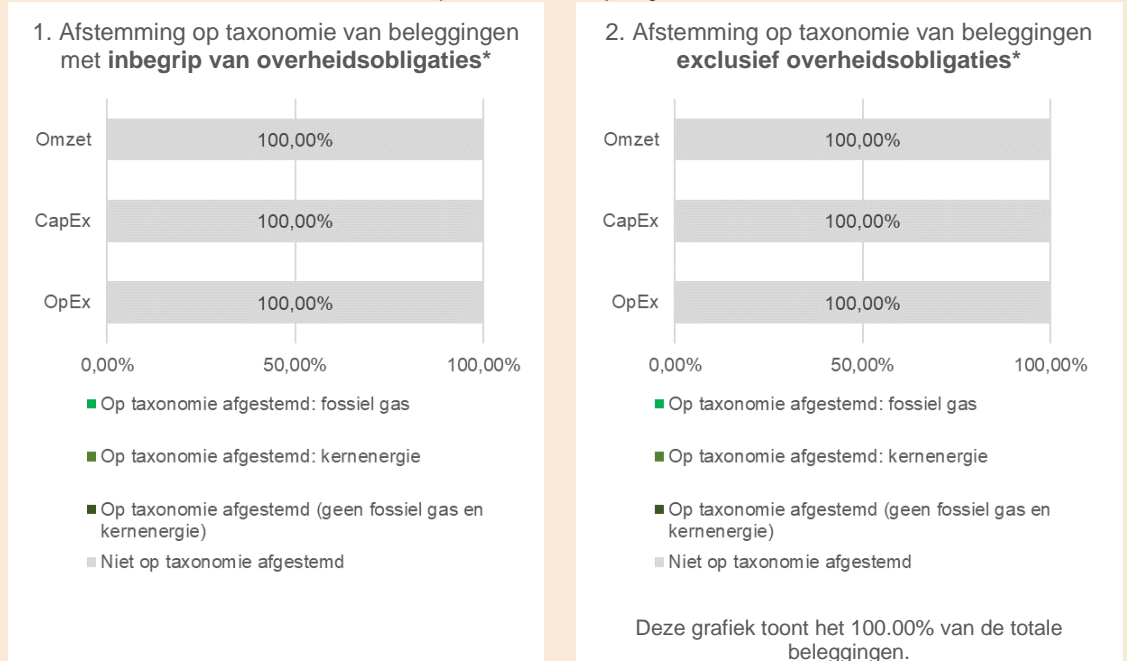 1. Afstemming op taxonomie van beleggingen
met inbegrip van overheidsobligaties*
Omzet
100,00%
CapEx
100,00%
OpEx
100,00%
0,00%
50,00%
100,00%
Op taxonomie afgestemd: fossiel gas
Op taxonomie afgestemd: kernenergie
Op taxonomie afgestemd (geen fossiel gas en
kernenergie)
Niet op taxonomie afgestemd
2. Afstemming op taxonomie van beleggingen
exclusief overheidsobligaties*
Omzet
100,00%
CapEx
100,00%
OpEx
100,00%
0,00%
50,00%
100,00%
Op taxonomie afgestemd: fossiel gas
Op taxonomie afgestemd: kernenergie
Op taxonomie afgestemd (geen fossiel gas en
kernenergie)
Niet op taxonomie afgestemd
Deze grafiek toont het 100.00% van de totale
beleggingen.